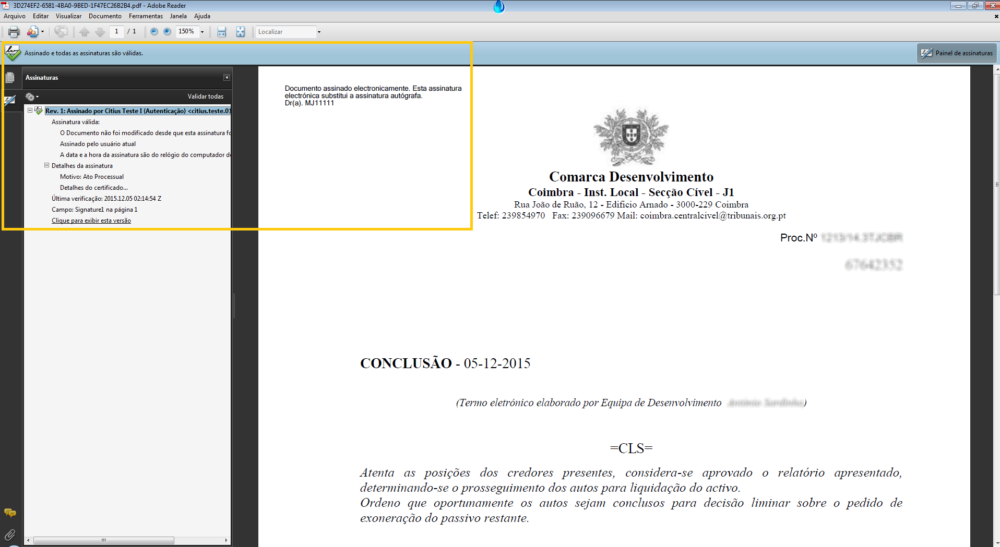 3D274EF2-6581-4BA0-9BED-1F47EC26B2B4.pdf - Adobe Reader
Arquivo Editar Visualizar Documento Ferramentas Janela Ajuda
1 / 1 150% Localizar
Assinado e todas as assinaturas são válidas.
Painel de assinaturas
Assinaturas
Validar todas
Rev. 1: Assinado por Citius Teste I (Autenticação) <citius.teste.01
Assinatura válida:
O Documento não foi modificado desde que esta assinatura fo
Assinado pelo usuário atual
A data e a hora da assinatura são do relógio do computador de
Detalhes da assinatura
Motivo: Ato Processual
Detalhes do certificado...
Última verificação: 2015.12.05 02:14:54 Z
Campo: Signature1 na página 1
Clique para exibir esta versão
Documento assinado electronicamente. Esta assinatura
electrónica substitui a assinatura autógrafa.
Dr(a). MJ11111
Comarca Desenvolvimento
Coimbra - Inst. Local - Secção Cível - J1
Rua João de Ruão, 12 - Edificio Arnado - 3000-229 Coimbra
Telef: 239854970 Fax: 239096679 Mail: coimbra.centralcivel@tribunais.org.pt
Proc.Nº
CONCLUSÃO - 05-12-2015
(Termo eletrónico elaborado por Equipa de Desenvolvimento )
=CLS=
Atenta as posições dos credores presentes, considera-se aprovado o relatório apresentado,
determinando-se o prosseguimento dos autos para liquidação do activo.
Ordeno que oportunamente os autos sejam conclusos para decisão liminar sobre o pedido de
exoneração do passivo restante.